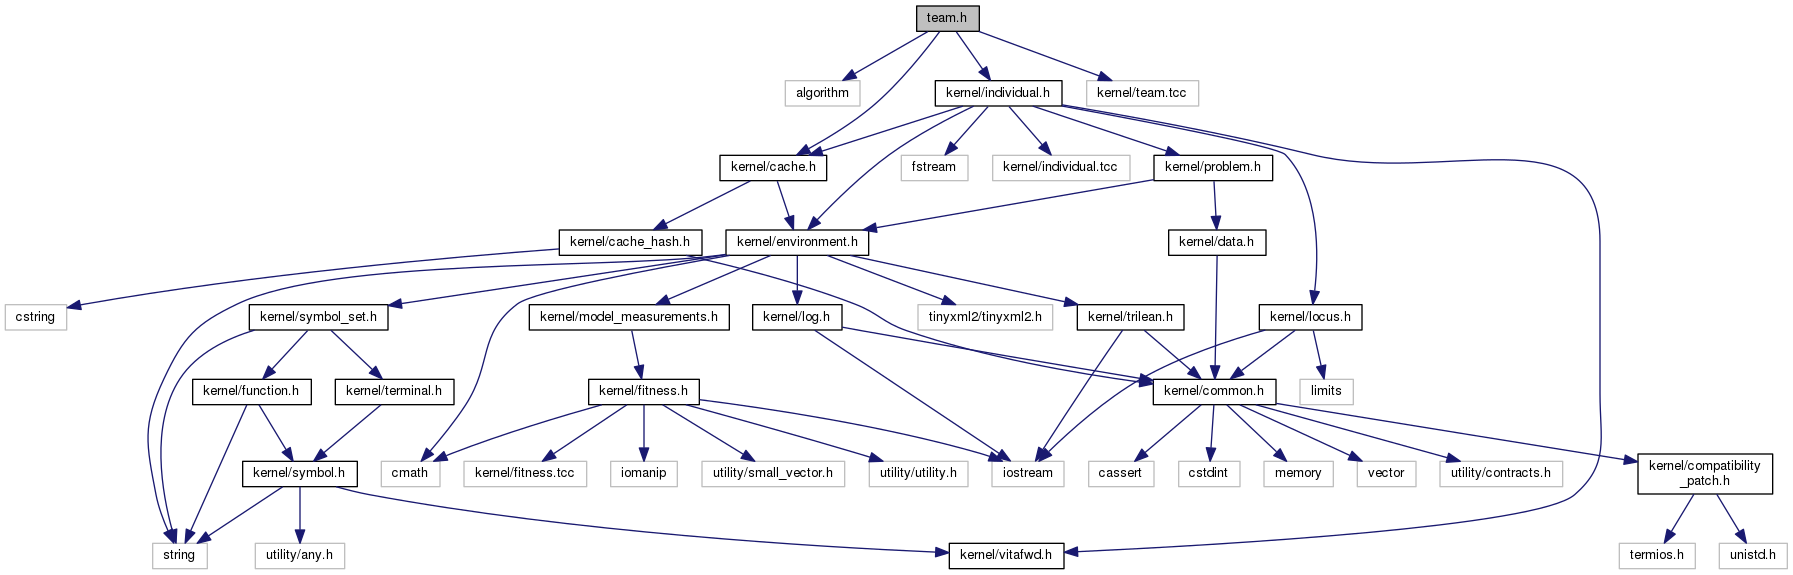 team.h
algorithm
kernel/individual.h
kernel/team.tcc
kernel/cache.h
fstream
kernel/individual.tcc
kernel/problem.h
kernel/cache_hash.h
kernel/environment.h
kernel/data.h
cstring
kernel/symbol_set.h
kernel/model_measurements.h
kernel/log.h
tinyxml2/tinyxml2.h
kernel/trilean.h
kernel/locus.h
kernel/function.h
kernel/terminal.h
kernel/fitness.h
kernel/common.h
limits
kernel/symbol.h
cmath
kernel/fitness.tcc
iomanip
utility/small_vector.h
utility/utility.h
iostream
cassert
cstdint
memory
vector
utility/contracts.h
kernel/compatibility
_patch.h
string
utility/any.h
kernel/vitafwd.h
termios.h
unistd.h